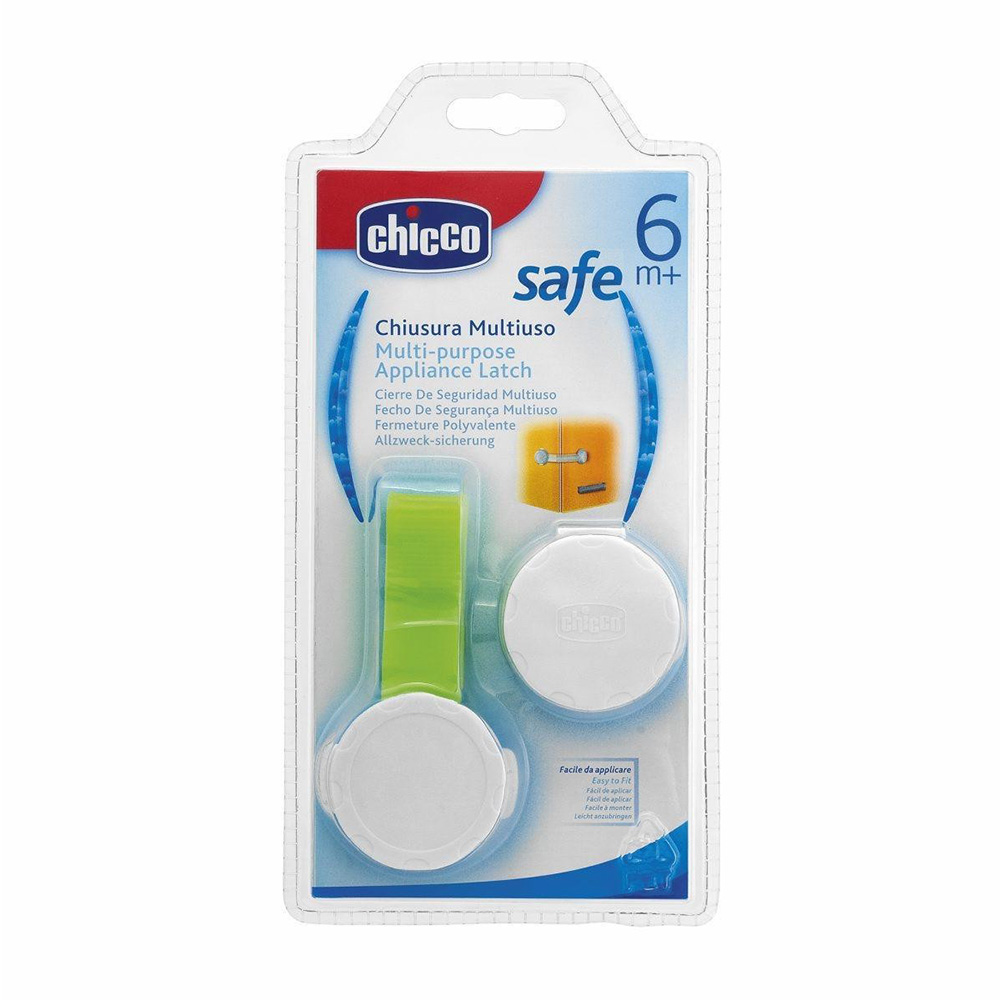 chicco
6
m+
safe
Chiusura Multiuso
Multi-purpose
Appliance Latch
Cierre De Seguridad Multiuso
Fecho De Segurança Multiuso
Fermeture Polyvalente
Allzweck-sicherung
chicco
Facile da applicare
Easy to Fit
Fácil de aplicar
Fácil de aplicar
Facile à monter
Leicht anzubringen